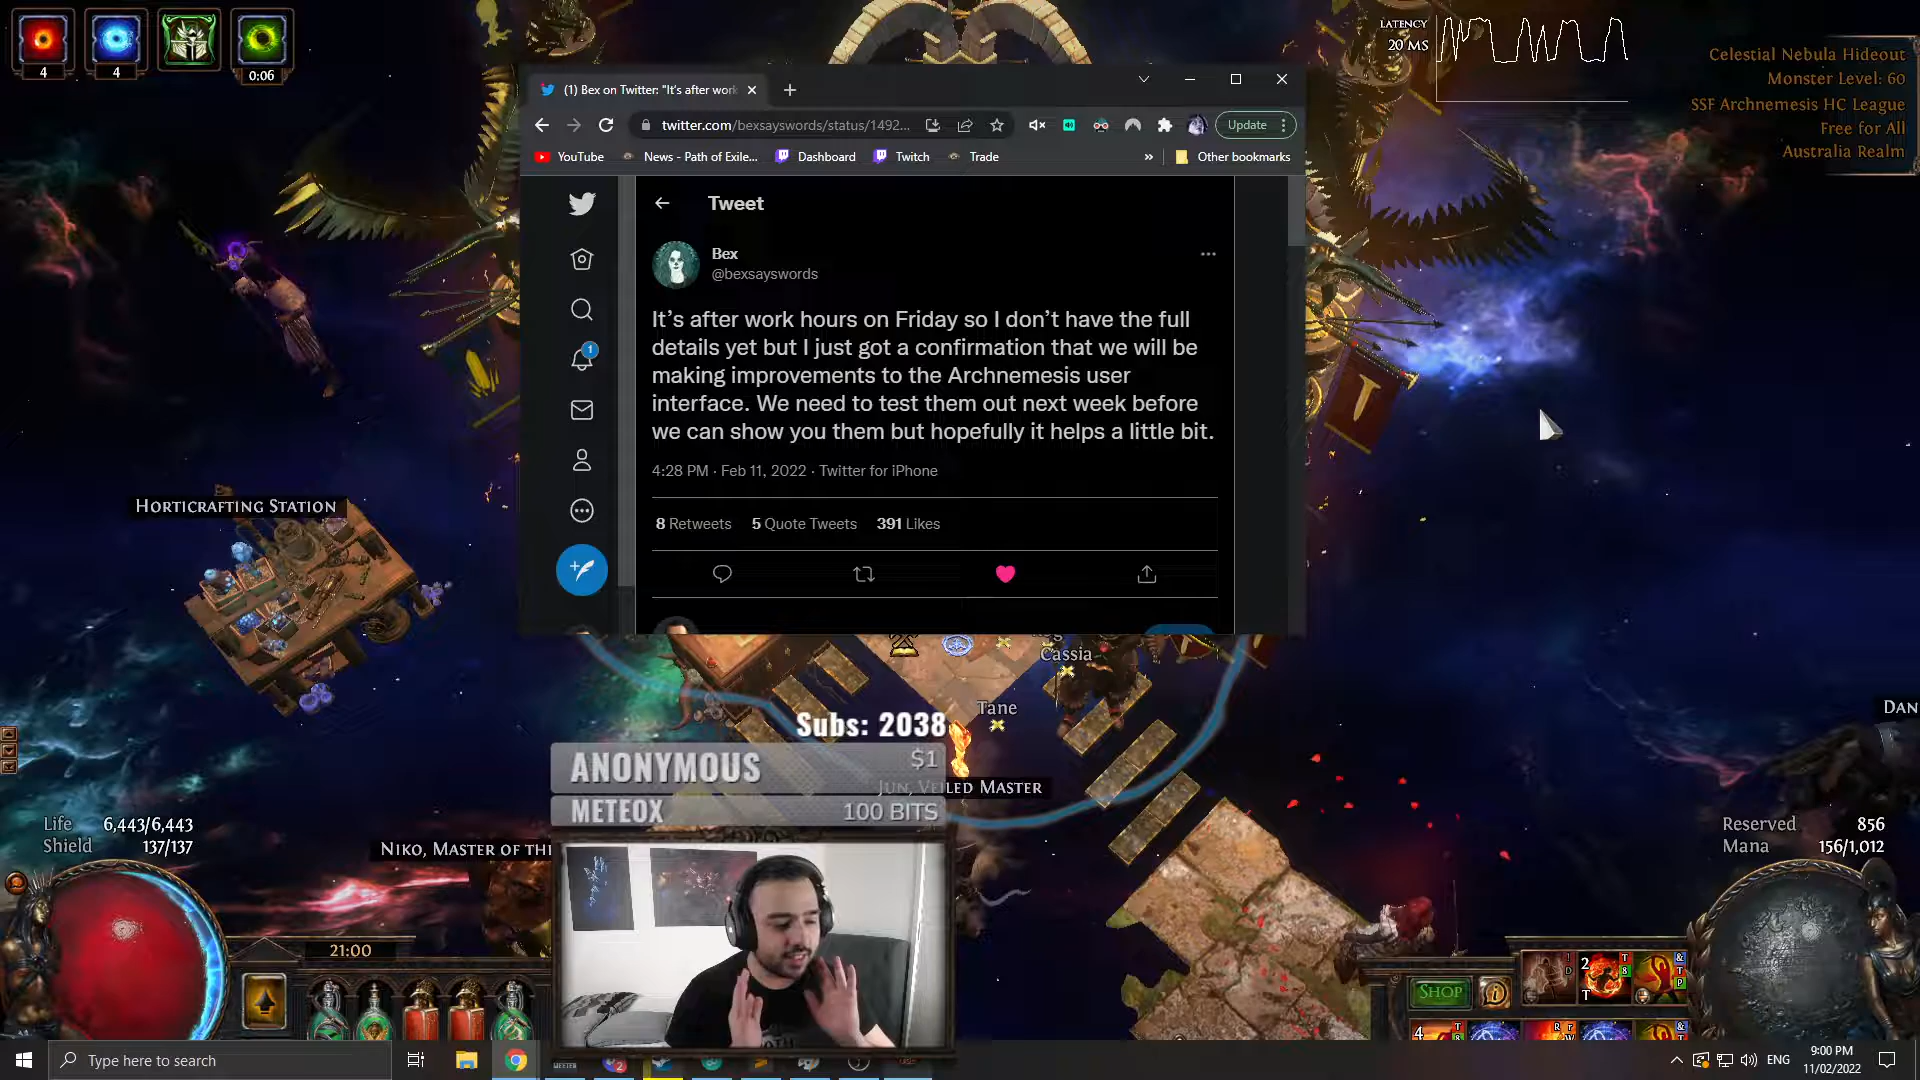 4
4
0:06
LATENCY
20 MS
Celestial Nebula Hideout
Monster Level: 60
SSF Archnemesis HC League
Free for All
Australia Realm
(1) Bex on Twitter: "It's after work
twitter.com/bexsayswords/status/1492...
Update
YouTube
News - Path of Exile...
Dashboard
Twitch
Trade
»
Other bookmarks
Tweet
Bex
@bexsayswords
1
It's after work hours on Friday so I don't have the full
details yet but I just got a confirmation that we will be
making improvements to the Archnemesis user
interface. We need to test them out next week before
we can show you them but hopefully it helps a little bit.
4:28 PM · Feb 11, 2022 · Twitter for iPhone
8 Retweets 5 Quote Tweets 391 Likes
Horticrafting Station
Cassia
Tane
Dan
Subs: 2038
ANONYMOUS $1
Jun, Veiled Master
METEOX 100 BITS
Life 6,443/6,443
Shield 137/137
Niko, Master of the
Reserved 856
Mana 156/1,012
21:00
Shop
2
T
4
Type here to search
ENG
9:00 PM
11/02/2022